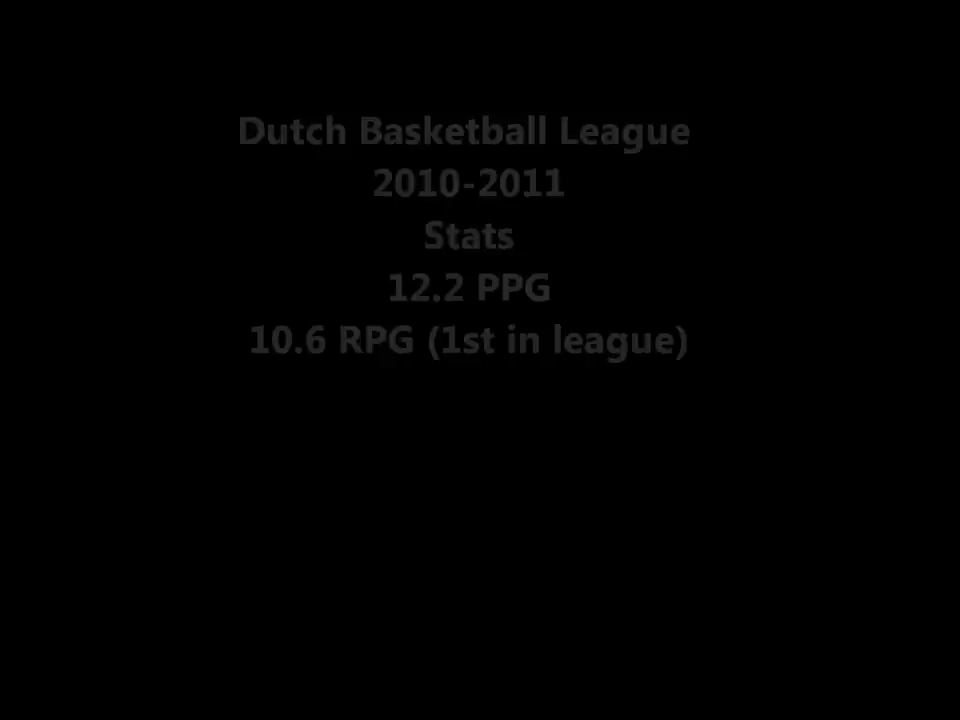 Dutch Basketball League
2010-2011
Stats
12.2 PPG
10.6 RPG (1st in league)